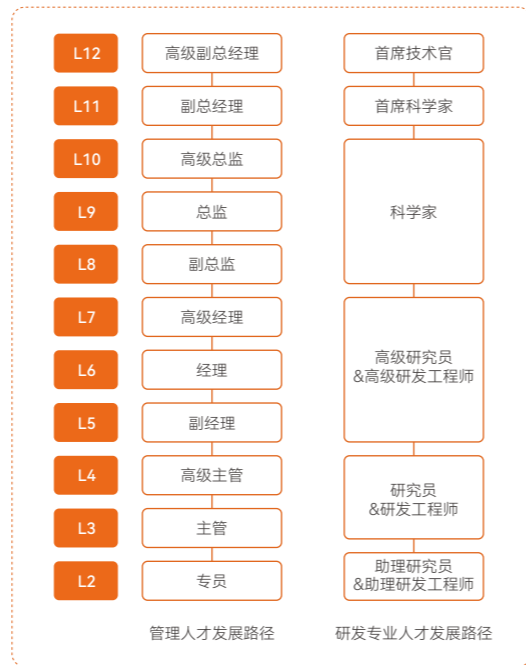 L12 高级副总经理 首席技术官
L11 副总经理 首席科学家
L10 高级总监
L9 总监 科学家
L8 副总监
L7 高级经理
高级研究员
L6 经理
&高级研发工程师
L5 副经理
L4 高级主管
研究员
&研发工程师
L3 主管
助理研究员
L2 专员
&助理研发工程师
管理人才发展路径 研发专业人才发展路径